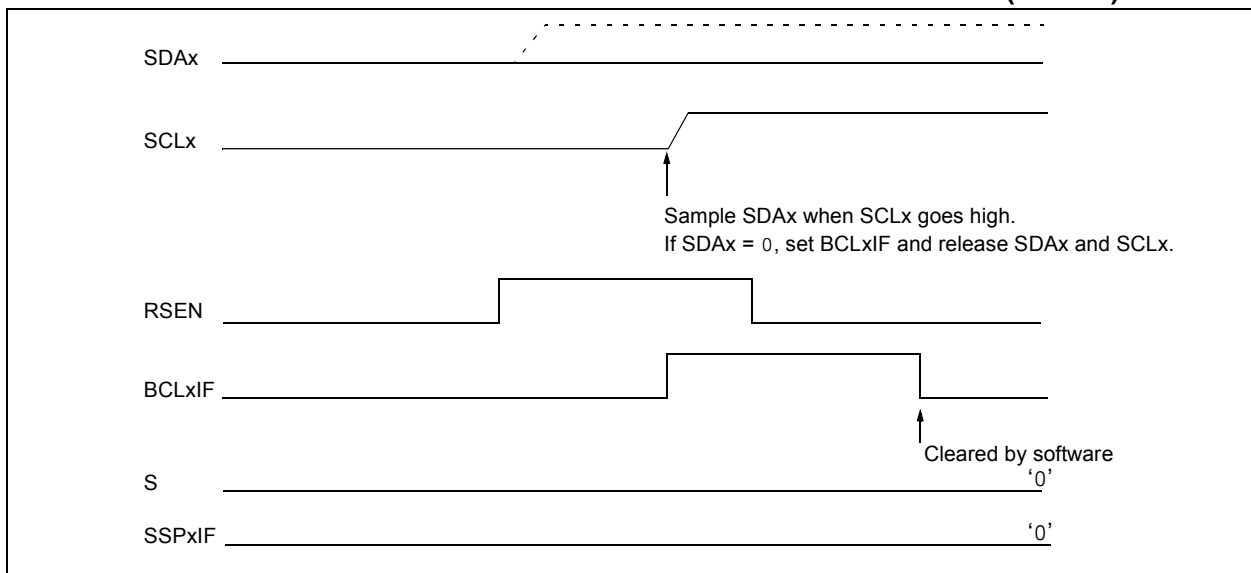 SDAx
SCLx
Sample SDAx when SCLx goes high.
If SDAx = 0, set BCLxIF and release SDAx and SCLx.
RSEN
BCLxIF
Cleared by software
S ‘0’
SSPxIF ‘0’